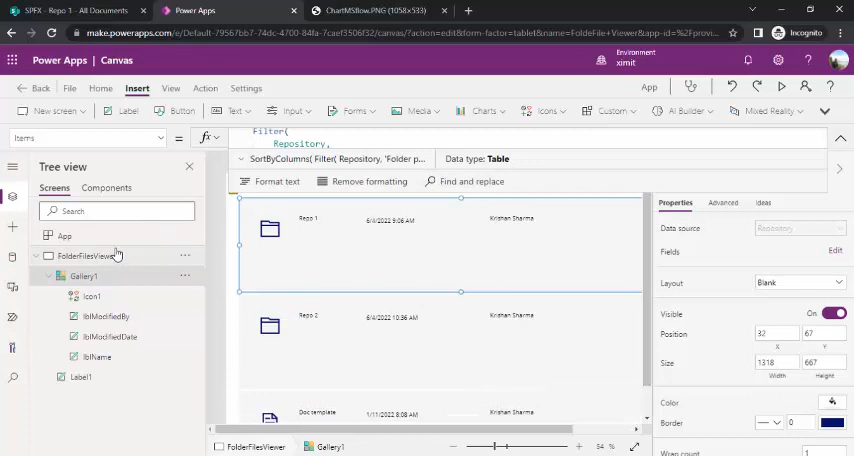 SPFX - Repo 1 - All Documents
Power Apps
ChartMSflow.PNG (1058×593)
make.powerapps.com/e/Default-79567bb7-74dc-4700-874c-7caef3506f32/canvas/?action=edit&form-factor=tablet&name=FoldeFile+Viewer&app-id=%2Fprovi...
Incognito
Power Apps | Canvas
Environment
ximit
Back
File
Home
Insert
View
Action
Settings
App
New screen
Label
Button
Text
Input
Forms
Media
Charts
Icons
Custom
AI Builder
Mixed Reality
Items
=
fx
Filter(
Repository,
SortByColumns( Filter( Repository, 'Folder p...
Data type: Table
Format text
Remove formatting
Find and replace
Tree view
Screens
Components
Search
App
FolderFilesViewer
Gallery1
Icon1
lblModifiedBy
lblModifiedDate
lblName
Label1
Repo 1
6/4/2022 9:06 AM
Krishan Sharma
Repo 2
6/4/2022 10:36 AM
Krishan Sharma
Doc template
1/11/2022 8:08 AM
Krishan Sharma
FolderFilesViewer
Gallery1
54 %
Properties
Advanced
Ideas
Data source
Repository
Fields
Edit
Layout
Blank
Visible
On
Position
32
67
X
Y
Size
1318
667
Width
Height
Color
Border
0
Wrap count
1